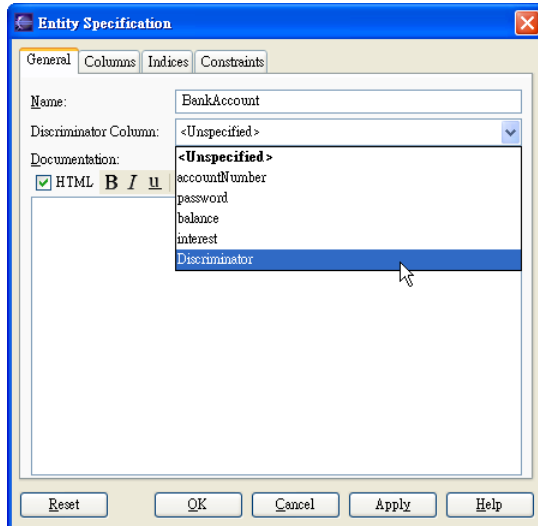 Entity Specification
General Columns Indices Constraints
Name: BankAccount
Discriminator Column: <Unspecified>
Documentation: <Unspecified>
HTML B I u accountNumber
password
balance
interest
Discriminator
Reset OK Cancel Apply Help